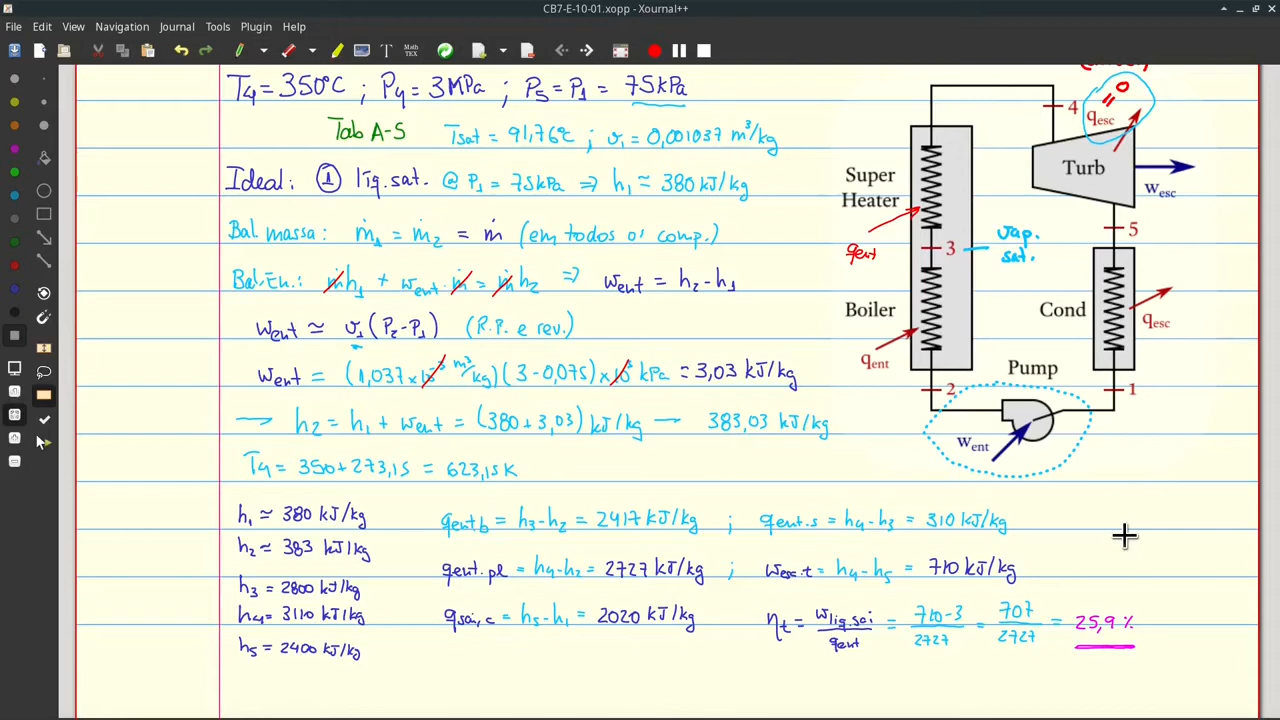 CB7-E-10-01.xopp — Xournal++
File Edit View Navigation Journal Tools Plugin Help
T4 = 350°C ; P4 = 3MPa ; P5 = P1 = 75kPa
Tab A-5 Tsat = 91,76°C ; v1 = 0,001037 m³/kg
Ideal: ① líq. sat. @ P1 = 75kPa ⇒ h1 ≈ 380 kJ/kg
Bal. massa: ṁ1 = ṁ2 = ṁ (em todos os comp.)
Bal. En.: ṁh1 + went·ṁ = ṁh2 ⇒ went = h2-h1
went ≈ v1(P2-P1) (R.P. e rev.)
went = (1,037×10⁻³ m³/kg)(3-0,075)×10³ kPa = 3,03 kJ/kg
→ h2 = h1 + went = (380+3,03) kJ/kg → 383,03 kJ/kg
T4 = 350+273,15 = 623,15K
h1 ≈ 380 kJ/kg
h2 ≈ 383 kJ/kg
h3 = 2800 kJ/kg
h4 = 3110 kJ/kg
h5 = 2400 kJ/kg
qent.b = h3-h2 = 2417 kJ/kg ; qent.s = h4-h3 = 310 kJ/kg
qent.pl = h4-h2 = 2727 kJ/kg ; wesc.t = h4-h5 = 710 kJ/kg
qsai,c = h5-h1 = 2020 kJ/kg
ηt = wliq.sai/qent = 710-3/2727 = 707/2727 = 25,9 %
= 0
qesc
4
Turb
wesc
Super
Heater
qent
3
vap.
sat.
5
Boiler
qent
Cond
qesc
2
Pump
1
went